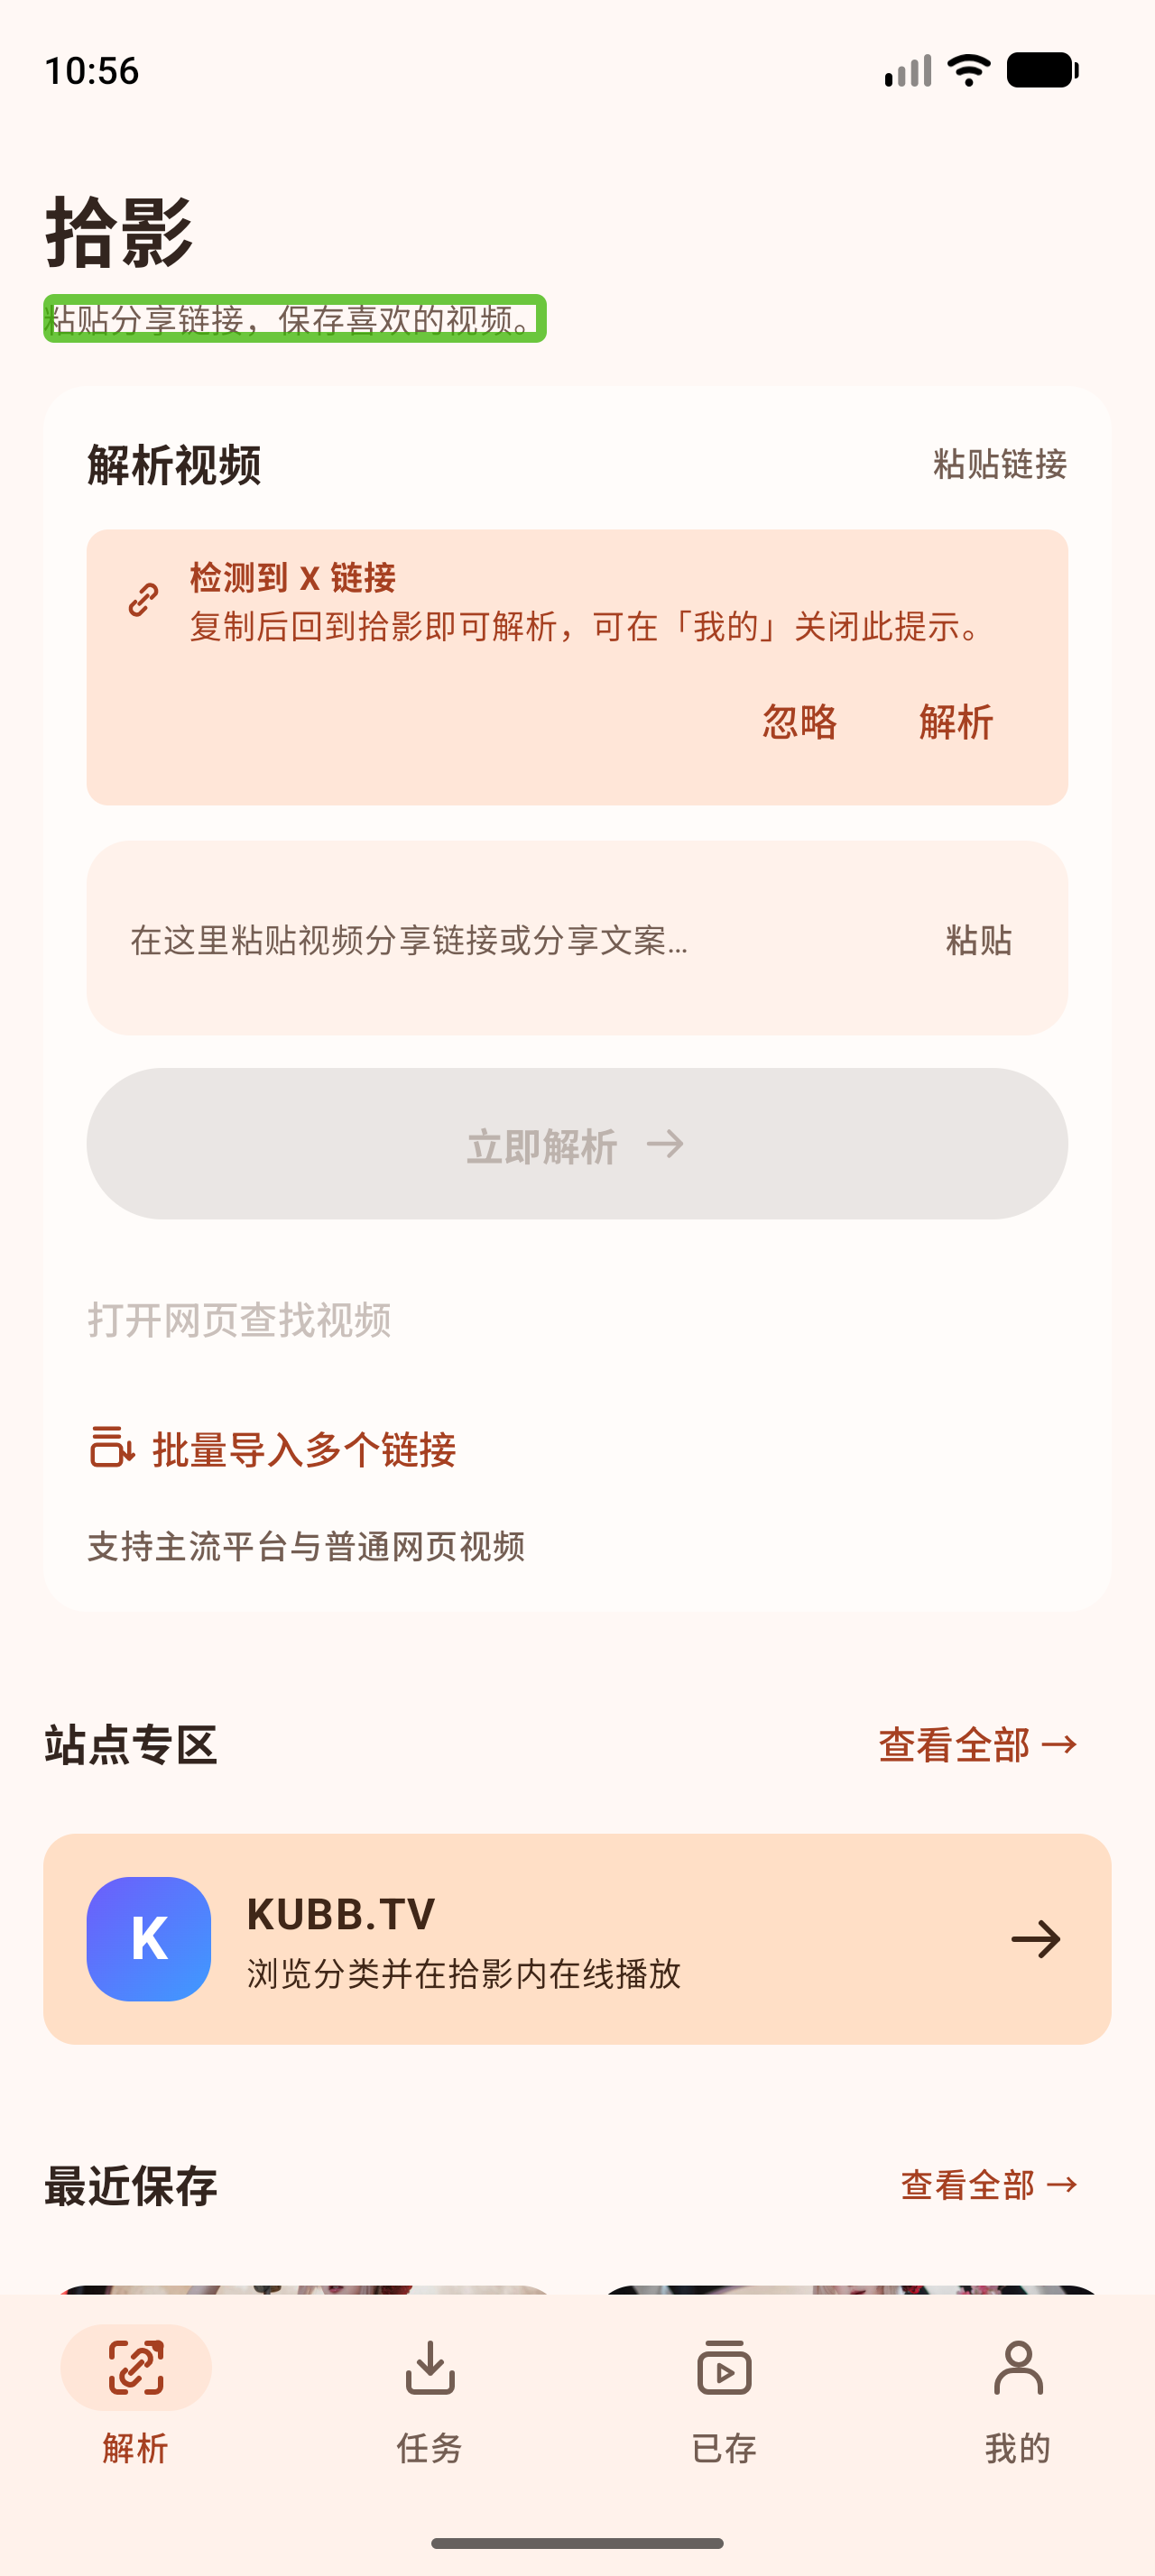 10:56
拾影
粘贴分享链接，保存喜欢的视频。
解析视频
粘贴链接
检测到 X 链接
复制后回到拾影即可解析，可在「我的」关闭此提示。
忽略
解析
在这里粘贴视频分享链接或分享文案...
粘贴
立即解析 →
打开网页查找视频
批量导入多个链接
支持主流平台与普通网页视频
站点专区
查看全部 →
K
KUBB.TV
浏览分类并在拾影内在线播放
最近保存
查看全部 →
解析
任务
已存
我的